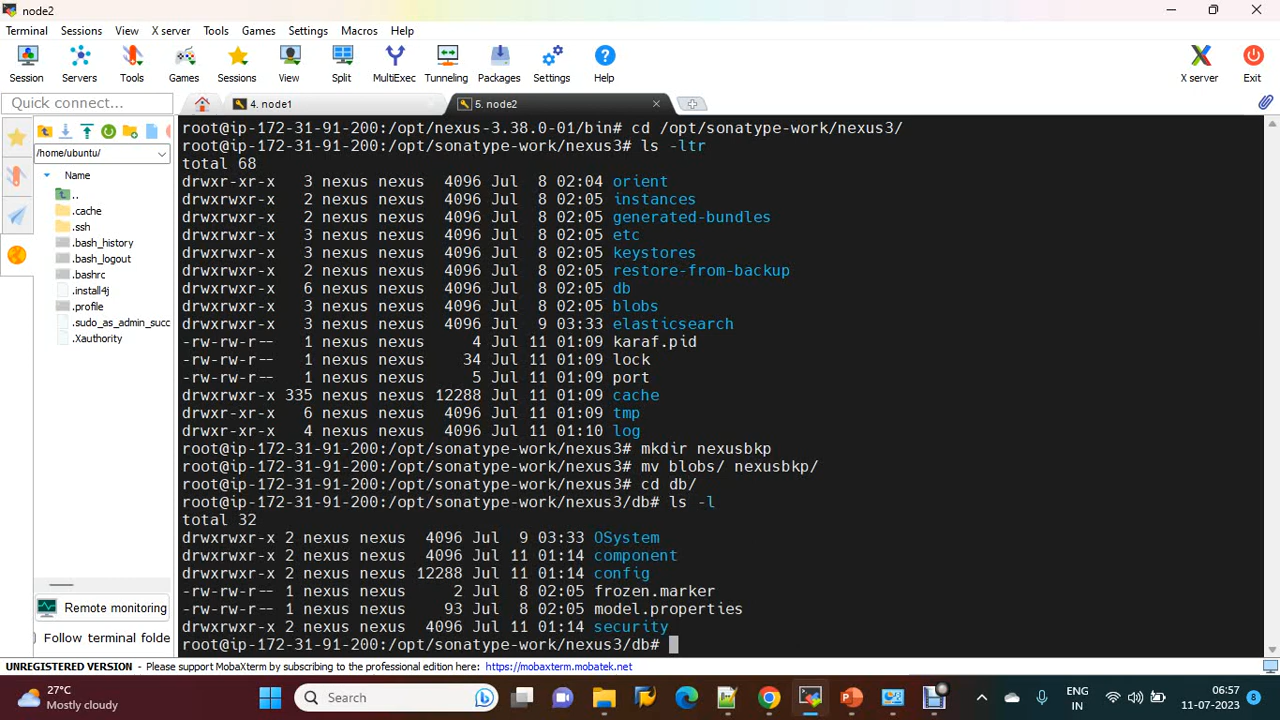 node2
Terminal Sessions View X server Tools Games Settings Macros Help
Session Servers Tools Games Sessions View Split MultiExec Tunneling Packages Settings Help X server Exit
Quick connect...
4. node1
5. node2
/home/ubuntu/
Name
..
.cache
.ssh
.bash_history
.bash_logout
.bashrc
.install4j
.profile
.sudo_as_admin_succ
.Xauthority
Remote monitoring
Follow terminal folde
root@ip-172-31-91-200:/opt/nexus-3.38.0-01/bin# cd /opt/sonatype-work/nexus3/
root@ip-172-31-91-200:/opt/sonatype-work/nexus3# ls -ltr
total 68
drwxr-xr-x   3 nexus nexus  4096 Jul  8 02:04 orient
drwxrwxr-x   2 nexus nexus  4096 Jul  8 02:05 instances
drwxrwxr-x   2 nexus nexus  4096 Jul  8 02:05 generated-bundles
drwxrwxr-x   3 nexus nexus  4096 Jul  8 02:05 etc
drwxrwxr-x   3 nexus nexus  4096 Jul  8 02:05 keystores
drwxrwxr-x   2 nexus nexus  4096 Jul  8 02:05 restore-from-backup
drwxrwxr-x   6 nexus nexus  4096 Jul  8 02:05 db
drwxrwxr-x   3 nexus nexus  4096 Jul  8 02:05 blobs
drwxrwxr-x   3 nexus nexus  4096 Jul  9 03:33 elasticsearch
-rw-rw-r--   1 nexus nexus     4 Jul 11 01:09 karaf.pid
-rw-rw-r--   1 nexus nexus    34 Jul 11 01:09 lock
-rw-rw-r--   1 nexus nexus     5 Jul 11 01:09 port
drwxrwxr-x 335 nexus nexus 12288 Jul 11 01:09 cache
drwxrwxr-x   6 nexus nexus  4096 Jul 11 01:09 tmp
drwxrwxr-x   4 nexus nexus  4096 Jul 11 01:10 log
root@ip-172-31-91-200:/opt/sonatype-work/nexus3# mkdir nexusbkp
root@ip-172-31-91-200:/opt/sonatype-work/nexus3# mv blobs/ nexusbkp/
root@ip-172-31-91-200:/opt/sonatype-work/nexus3# cd db/
root@ip-172-31-91-200:/opt/sonatype-work/nexus3/db# ls -l
total 32
drwxrwxr-x 2 nexus nexus  4096 Jul  9 03:33 OSystem
drwxrwxr-x 2 nexus nexus  4096 Jul 11 01:14 component
drwxrwxr-x 2 nexus nexus 12288 Jul 11 01:14 config
-rw-rw-r-- 1 nexus nexus     2 Jul  8 02:05 frozen.marker
-rw-rw-r-- 1 nexus nexus    93 Jul  8 02:05 model.properties
drwxrwxr-x 2 nexus nexus  4096 Jul 11 01:14 security
root@ip-172-31-91-200:/opt/sonatype-work/nexus3/db#
UNREGISTERED VERSION - Please support MobaXterm by subscribing to the professional edition here: https://mobaxterm.mobatek.net
27°C
Mostly cloudy
Search
ENG
IN
06:57
11-07-2023
8